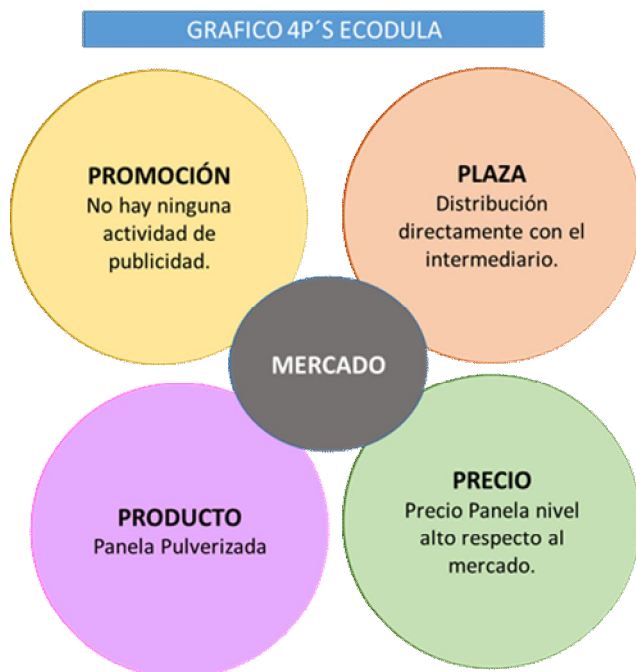 GRAFICO 4P´S ECODULA
PROMOCIÓN
No hay ninguna
actividad de
publicidad.
PLAZA
Distribución
directamente con el
intermediario.
MERCADO
PRODUCTO
Panela Pulverizada
PRECIO
Precio Panela nivel
alto respecto al
mercado.